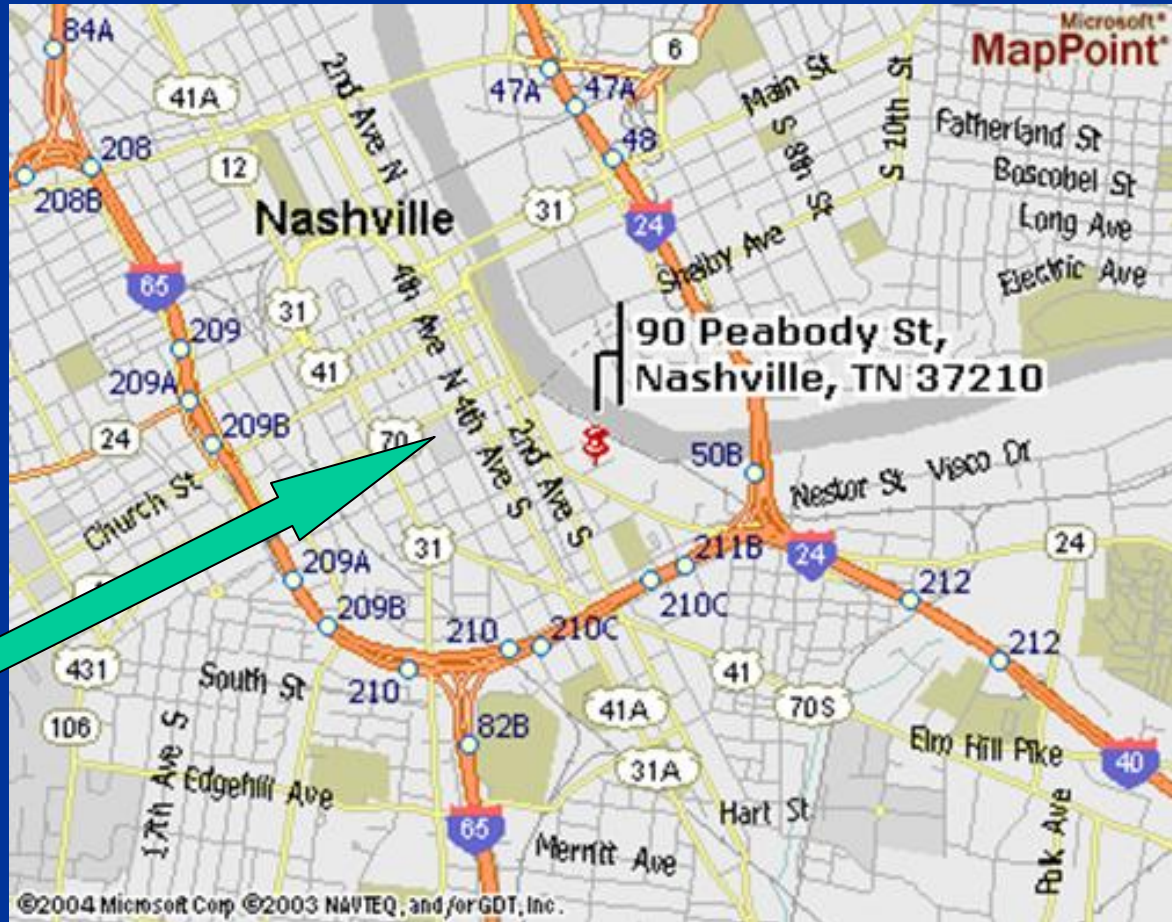 Microsoft®
MapPoint®
84A
6
2nd Ave N
47A
47A
Main St
41A
S 10th St
Fatherland St
48
S 8th St
208
12
Boscobel St
208B
31
Nashville
24
Long Ave
Shelby Ave
Electric Ave
65
4th Ave N
31
209
90 Peabody St,
Nashville, TN 37210
41
209A
24
209B
70
4th Ave S
2nd Ave S
50B
Nestor St
Visco Dr
Church St
31
211B
24
24
209A
210C
212
209B
210
210C
431
212
South St
210
41
106
41A
70S
17th Ave S
82B
Elm Hill Pike
40
31A
Edgehill Ave
Hart St
65
Polk Ave
Merritt Ave
©2004 Microsoft Corp ©2003 NAVTEQ, and/or GDT, Inc.